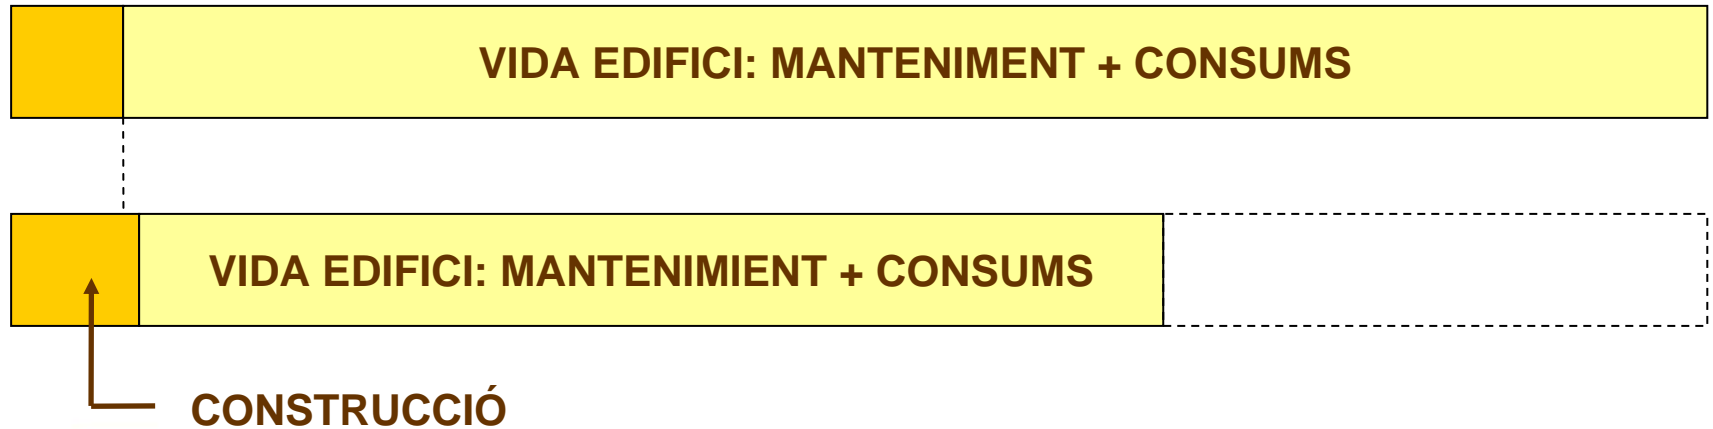 VIDA EDIFICI: MANTENIMENT + CONSUMS
VIDA EDIFICI: MANTENIMIENT + CONSUMS
CONSTRUCCIÓ